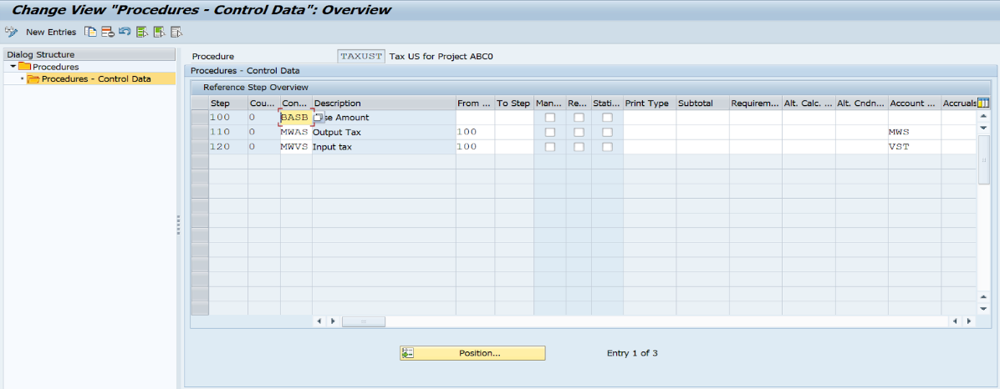 Change View "Procedures - Control Data": Overview
New Entries
Dialog Structure
Procedures
Procedures - Control Data
Procedure TAXUST Tax US for Project ABC0
Procedures - Control Data
Reference Step Overview
Step Cou... Con... Description From ... To Step Man... Re... Stati... Print Type Subtotal Requirem... Alt. Calc. ... Alt. Cndn... Account ... Accruals
100 0 BASB se Amount
110 0 MWAS Output Tax 100 MWS
120 0 MWVS Input tax 100 VST
Position... Entry 1 of 3